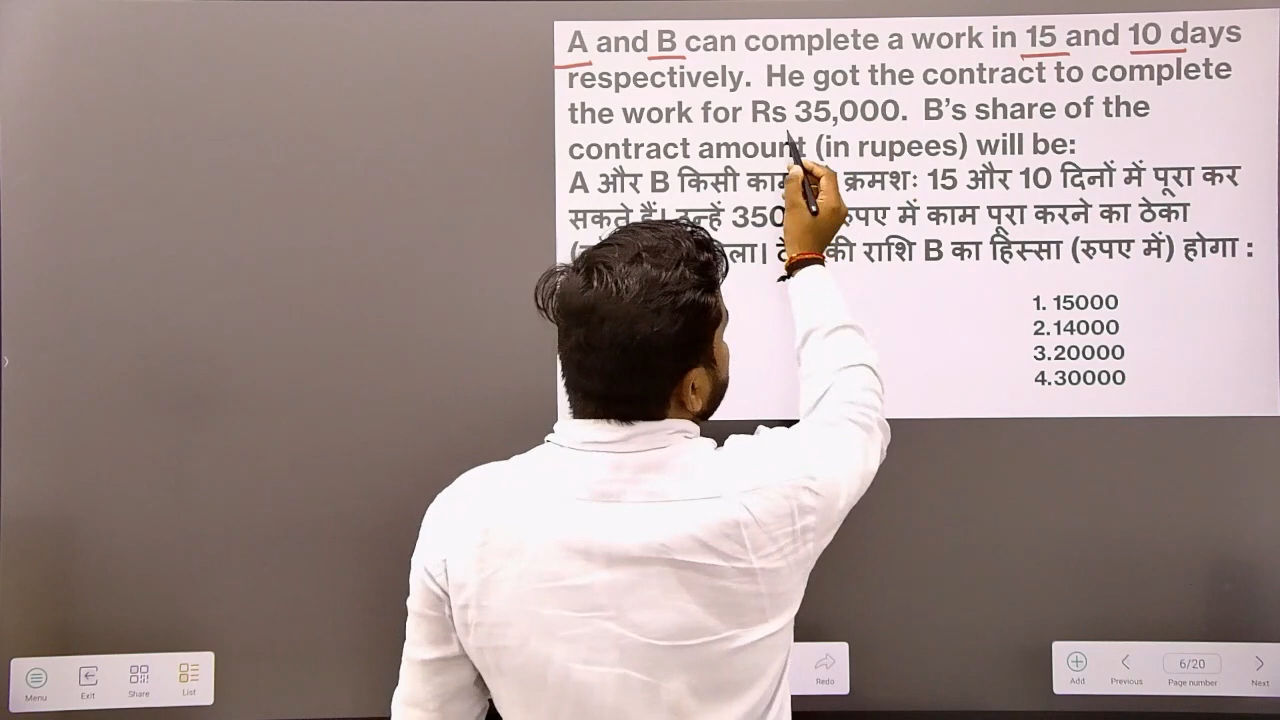 A and B can complete a work in 15 and 10 days
respectively. He got the contract to complete
the work for Rs 35,000. B's share of the
contract amount (in rupees) will be:
A और B किसी क्रमशः 15 और 10 दिनों में पूरा कर
सकते में काम पूरा करने का ठेका
की राशि B का हिस्सा (रुपए में) होगा :
1. 15000
2.14000
3.20000
4.30000
Menu
Exit
Share
List
Redo
Add
Previous
6/20
Page number
Next